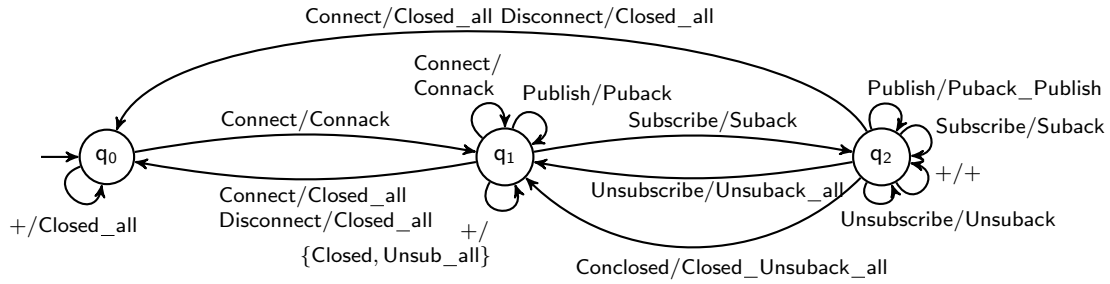 Connect/Closed_all Disconnect/Closed_all
Connect/
Connack
Publish/Puback
Publish/Puback_Publish
Connect/Connack
Subscribe/Suback
Subscribe/Suback
q0
q1
q2
+/+
Unsubscribe/Unsuback_all
Connect/Closed_all
Disconnect/Closed_all
+/Closed_all
Unsubscribe/Unsuback
+/
{Closed, Unsub_all}
Conclosed/Closed_Unsuback_all